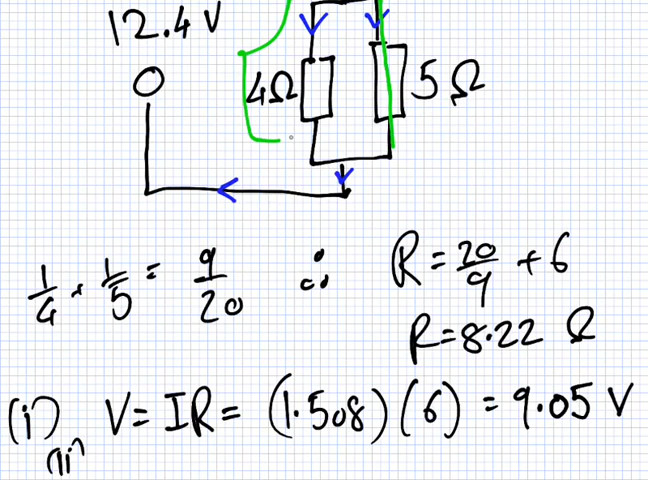 12.4 V
4Ω 5Ω
1/4 + 1/5 = 9/20 ∴ R = 20/9 + 6
R = 8.22 Ω
(i) V = IR = (1.508)(6) = 9.05 V
(ii)